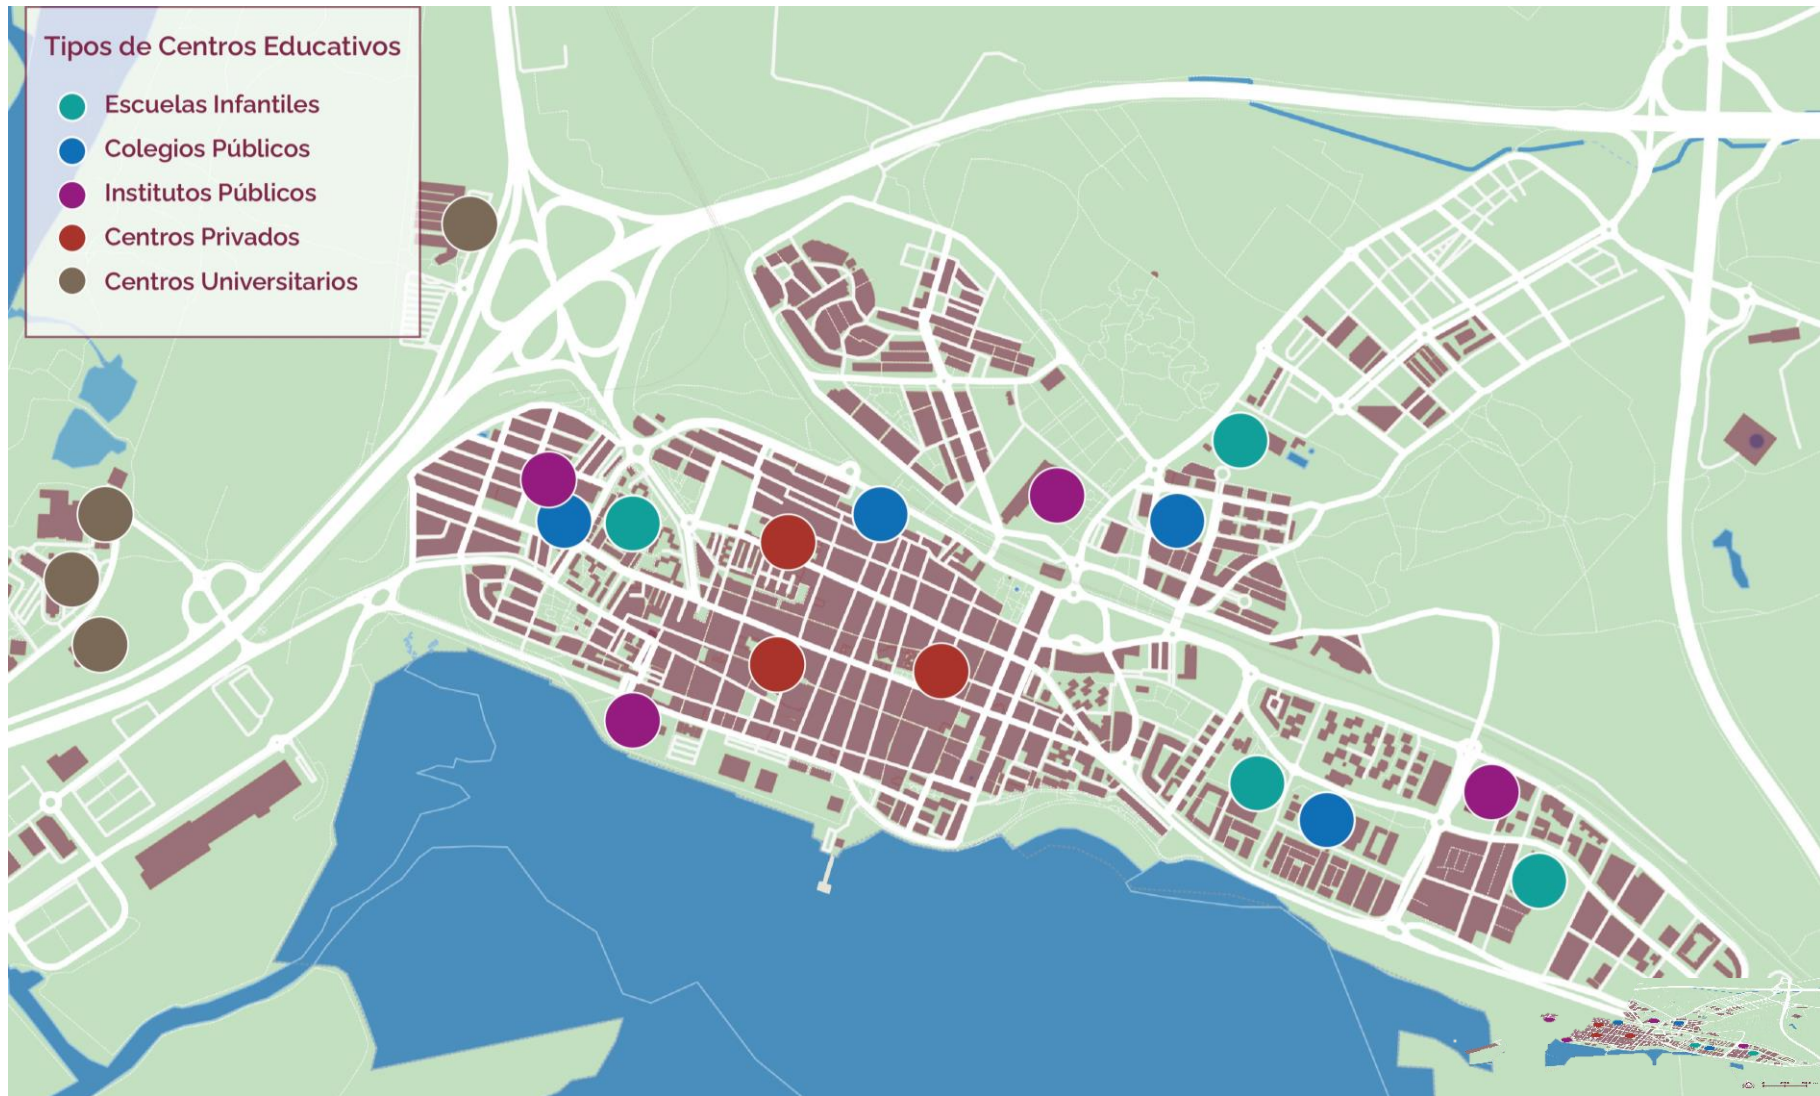 Tipos de Centros Educativos
Escuelas Infantiles
Colegios Públicos
Institutos Públicos
Centros Privados
Centros Universitarios